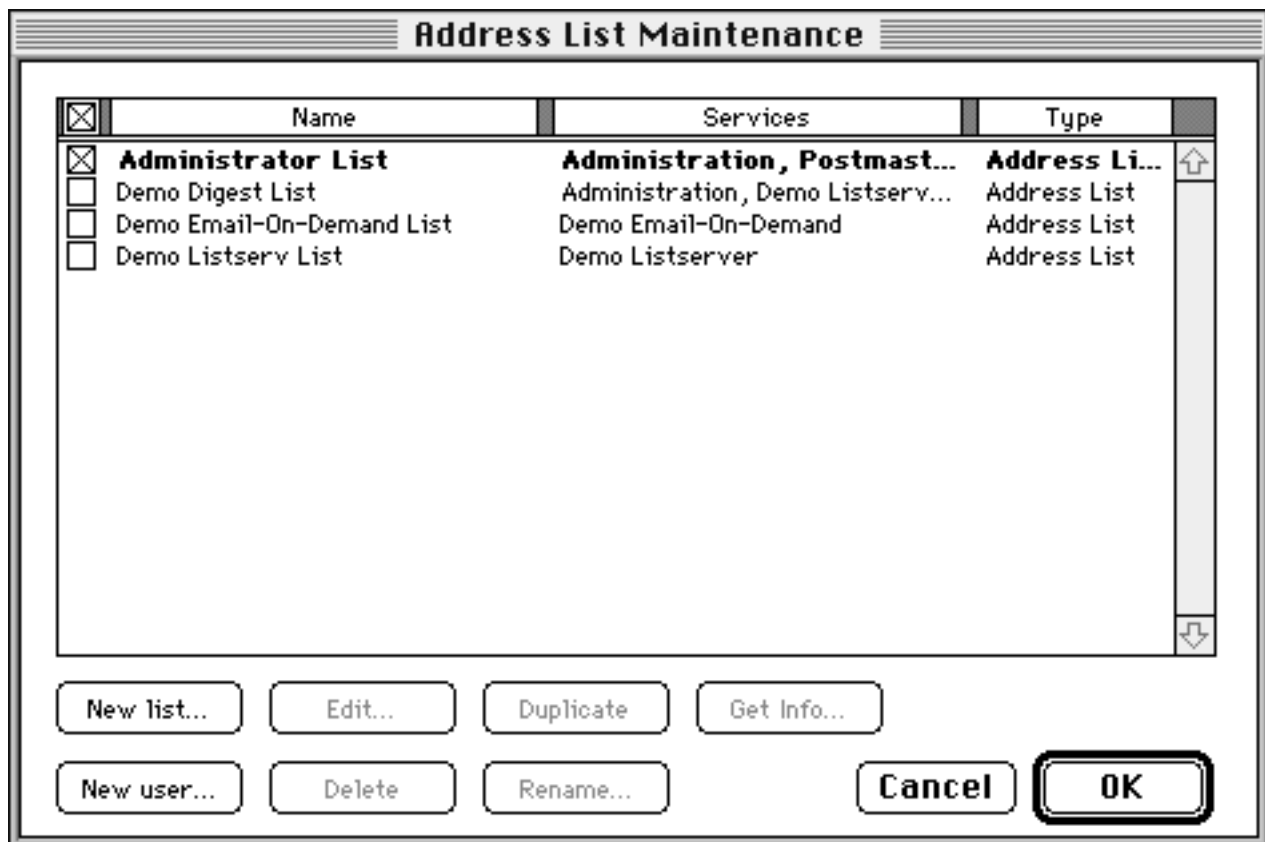 Address List Maintenance
Name Services Type
Administrator List Administration, Postmast... Address Li...
Demo Digest List Administration, Demo Listserv... Address List
Demo Email-On-Demand List Demo Email-On-Demand Address List
Demo Listserv List Demo Listserver Address List
New list... Edit... Duplicate Get Info...
New user... Delete Rename... Cancel OK